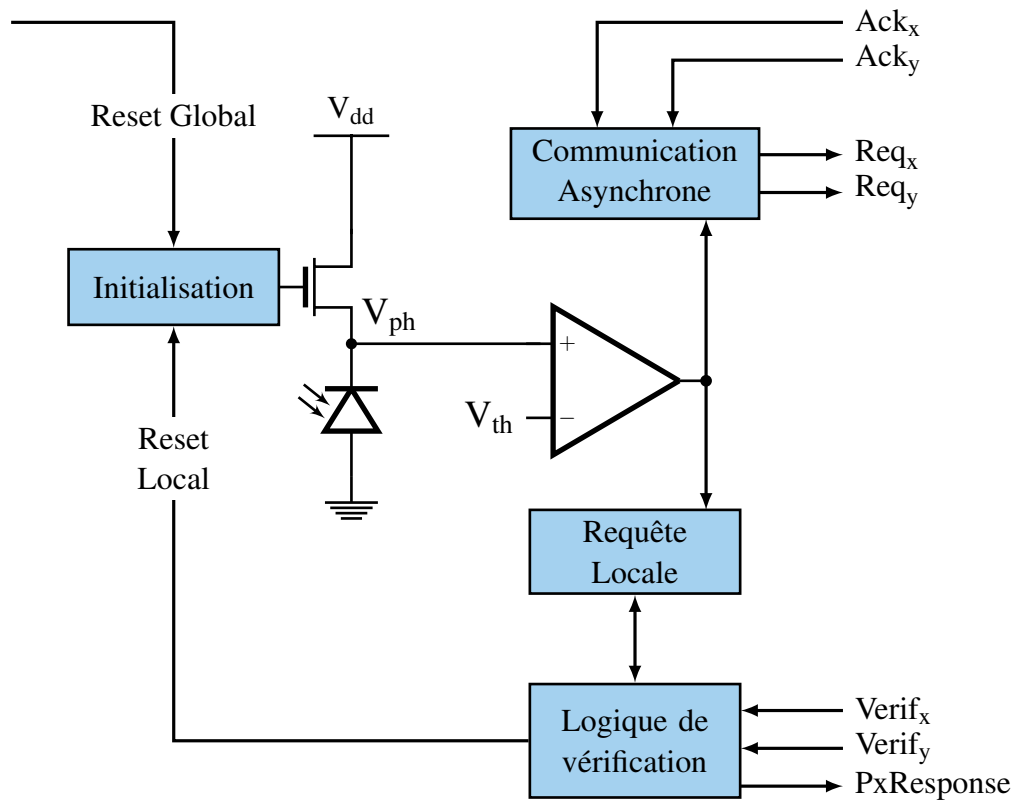 Ack_x
Ack_y
Reset Global
V_dd
Communication
Asynchrone
Req_x
Req_y
Initialisation
V_ph
+
V_th
−
Reset
Local
Requête
Locale
Logique de
vérification
Verif_x
Verif_y
PxResponse